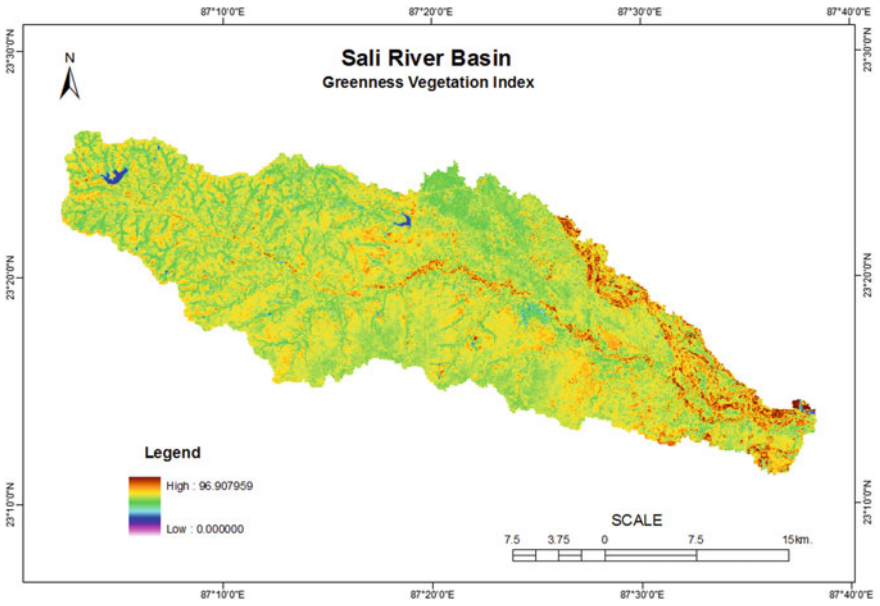 87°10'0"E 87°20'0"E 87°30'0"E 87°40'0"E
23°30'0"N 23°30'0"N
N
Sali River Basin
Greenness Vegetation Index
23°20'0"N 23°20'0"N
Legend
High : 96.907959
Low : 0.000000
23°10'0"N 23°10'0"N
SCALE
7.5 3.75 0 7.5 15km.
87°10'0"E 87°20'0"E 87°30'0"E 87°40'0"E